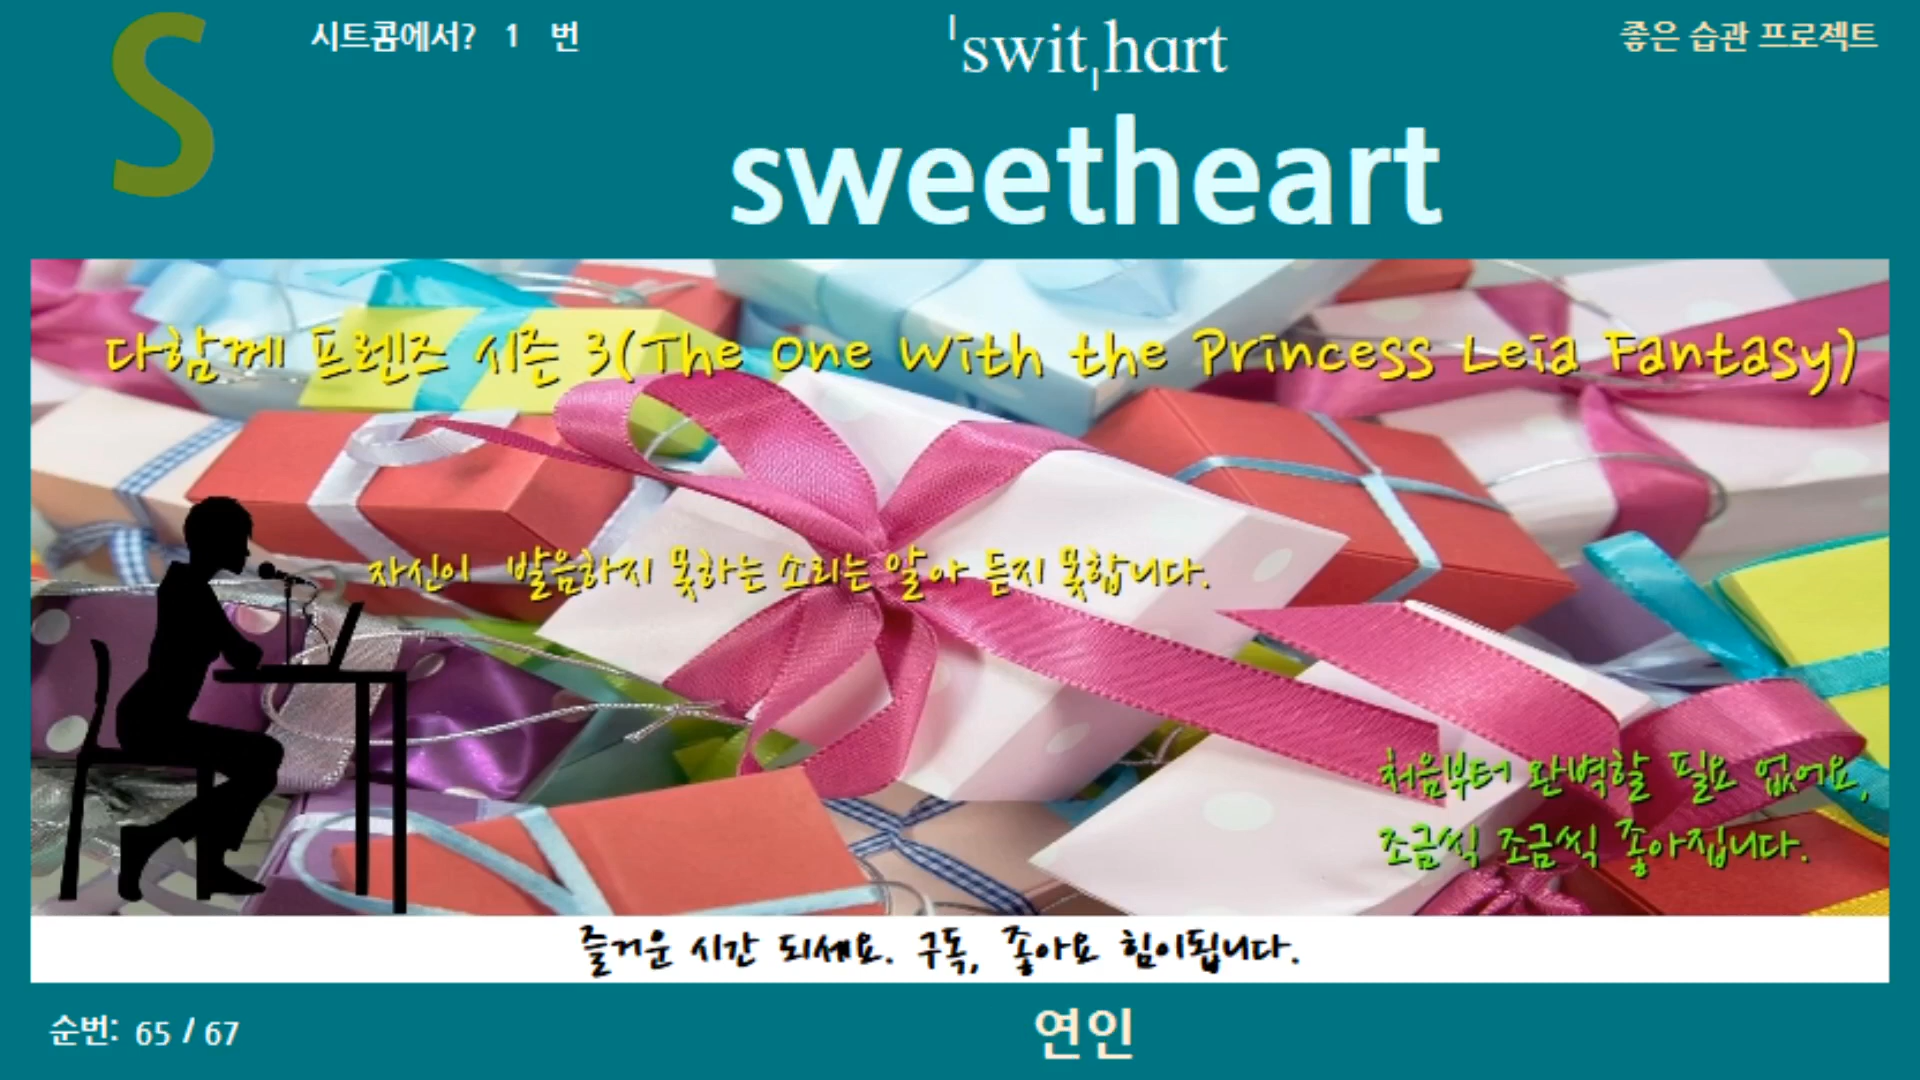 S
시트콤에서? 1 번
ˈswitˌhɑrt
좋은 습관 프로젝트
sweetheart
다함께 프렌즈 시즌 3(The One With the Princess Leia Fantasy)
자신이 발음하지 못하는 소리는 알아 듣지 못합니다.
처음부터 완벽할 필요 없어요,
조금씩 조금씩 좋아집니다.
즐거운 시간 되세요. 구독, 좋아요 힘이됩니다.
순번: 65 / 67
연인